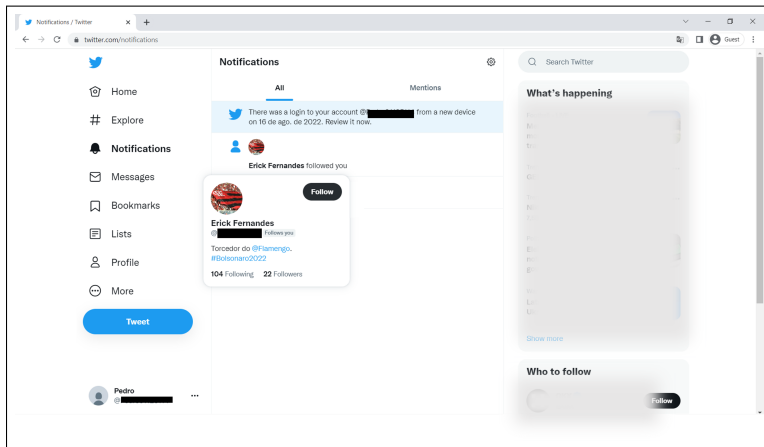 Notifications / Twitter
twitter.com/notifications
Guest
Home
Explore
Notifications
Messages
Bookmarks
Lists
Profile
More
Tweet
Pedro
@
Notifications
All Mentions
There was a login to your account @ from a new device
on 16 de ago. de 2022. Review it now.
Erick Fernandes followed you
Follow
Erick Fernandes
@ Follows you
Torcedor do @Flamengo.
#Bolsonaro2022
104 Following 22 Followers
Search Twitter
What's happening
Show more
Who to follow
Follow